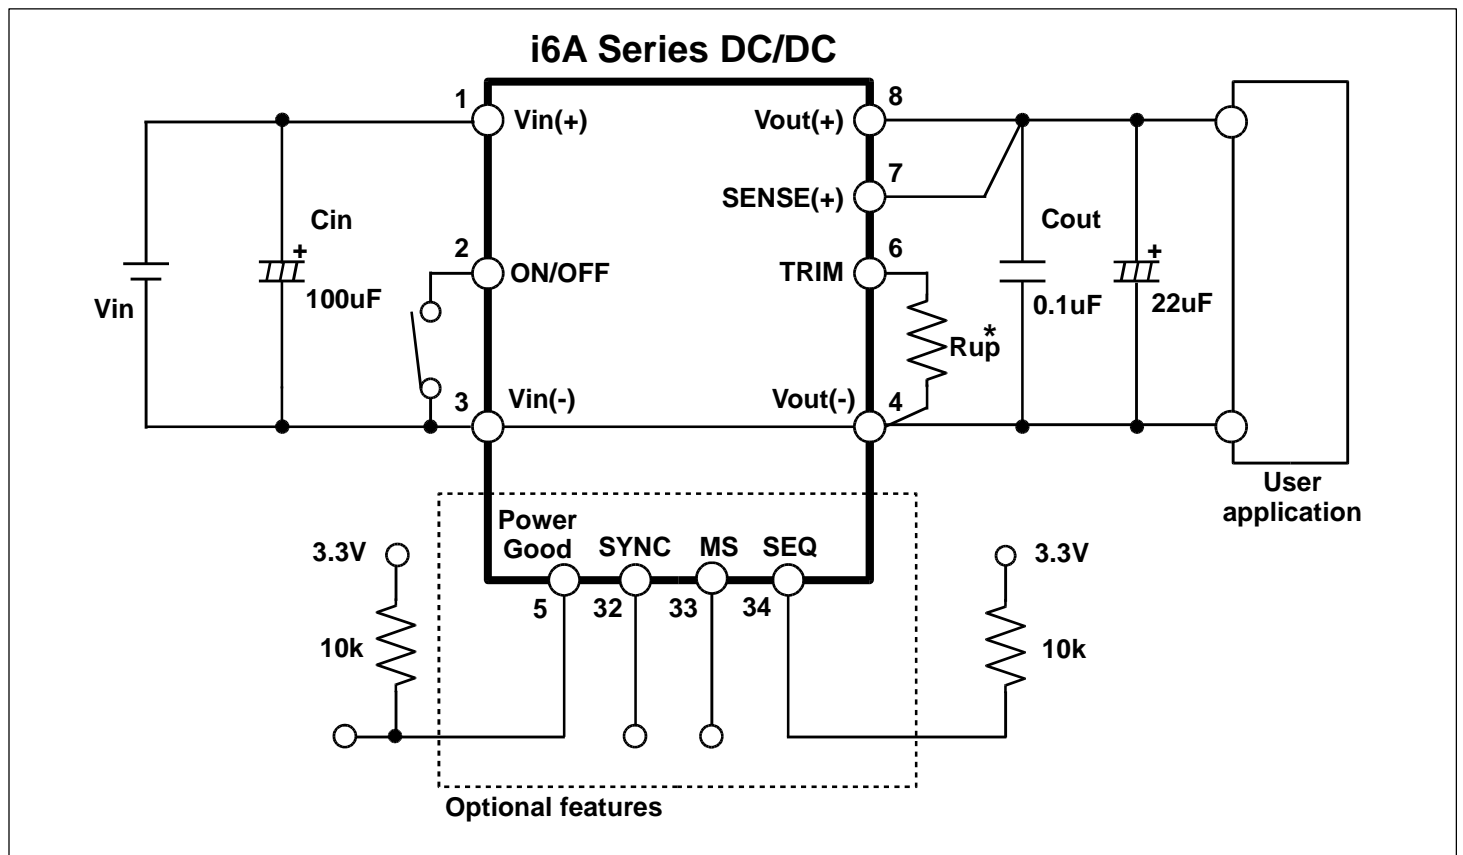 i6A Series DC/DC
1
Vin(+)
Vout(+)
8
7
SENSE(+)
Cin
+
100uF
2
ON/OFF
TRIM
6
Cout
0.1uF
+
22uF
Vin
Rup*
3
Vin(-)
Vout(-)
4
User
application
Power
Good
SYNC
MS
SEQ
3.3V
3.3V
5
32
33
34
10k
10k
Optional features